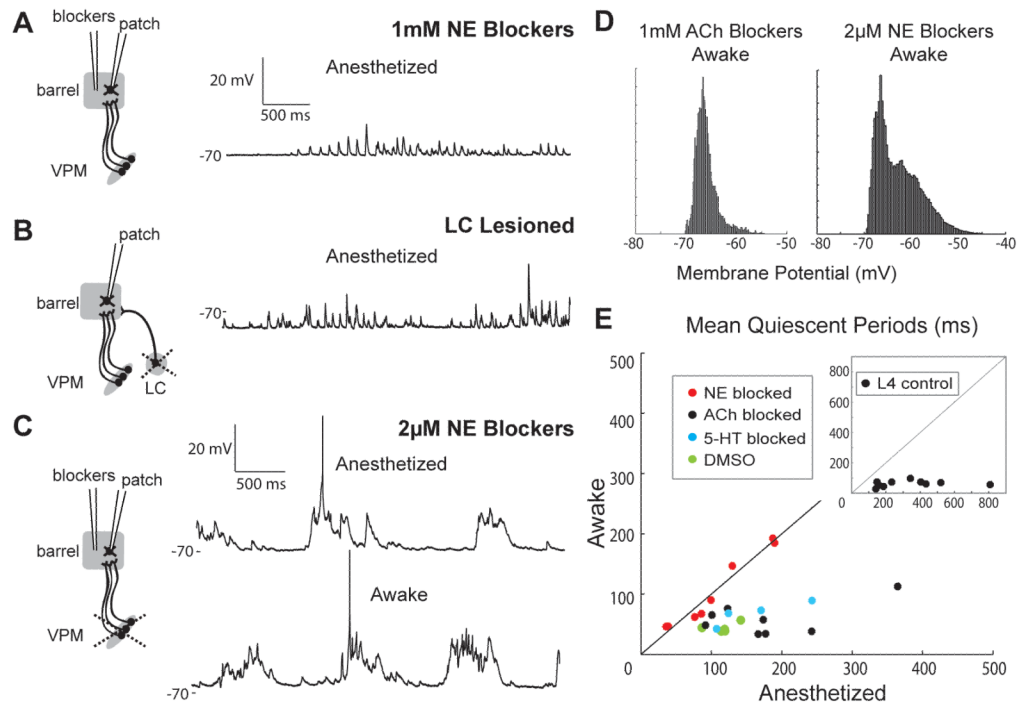 A
blockers
patch
barrel
VPM
1mM NE Blockers
Anesthetized
20 mV
500 ms
-70
B
patch
barrel
VPM
LC
LC Lesioned
Anesthetized
-70
C
blockers
patch
barrel
VPM
2µM NE Blockers
20 mV
500 ms
Anesthetized
-70
Awake
-70
D
1mM ACh Blockers
Awake
2µM NE Blockers
Awake
-80 -70 -60 -50
-80 -70 -60 -50 -40
Membrane Potential (mV)
E
Mean Quiescent Periods (ms)
500
400
300
200
100
0
100 200 300 400 500
Awake
Anesthetized
NE blocked
ACh blocked
5-HT blocked
DMSO
L4 control
800
600
400
200
0 200 400 600 800